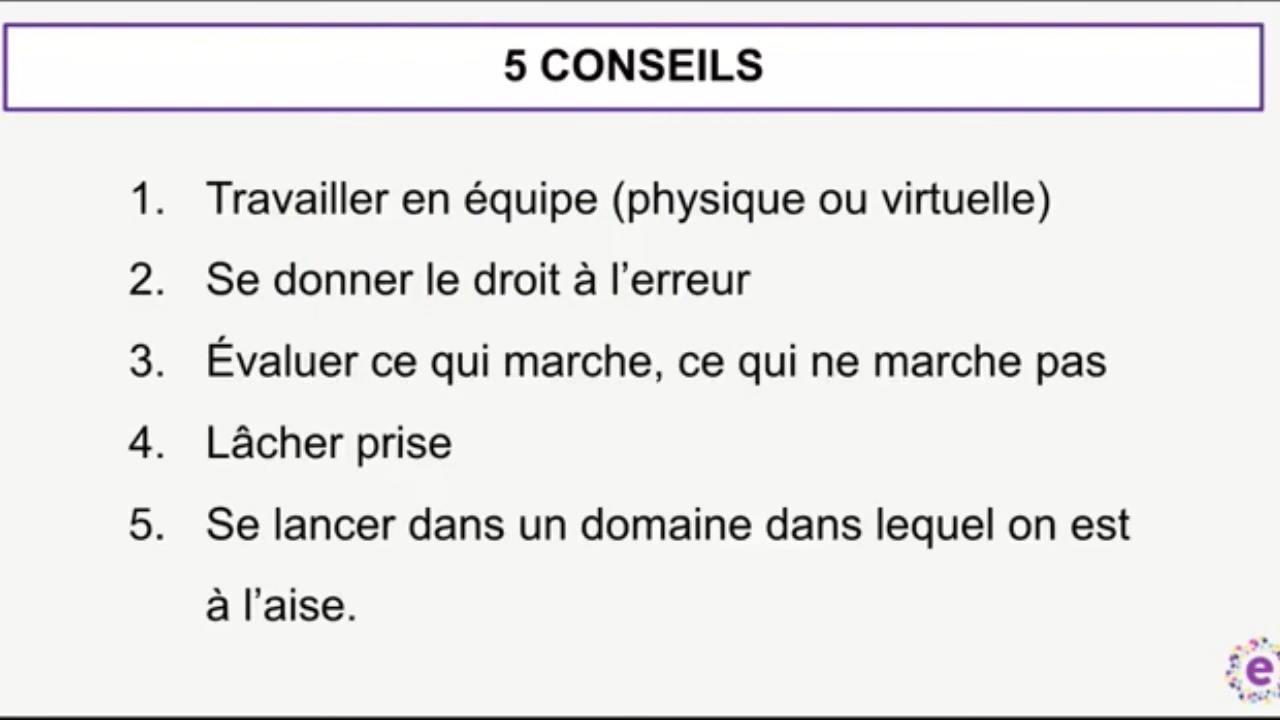 5 CONSEILS
1. Travailler en équipe (physique ou virtuelle)
2. Se donner le droit à l’erreur
3. Évaluer ce qui marche, ce qui ne marche pas
4. Lâcher prise
5. Se lancer dans un domaine dans lequel on est
à l’aise.
e